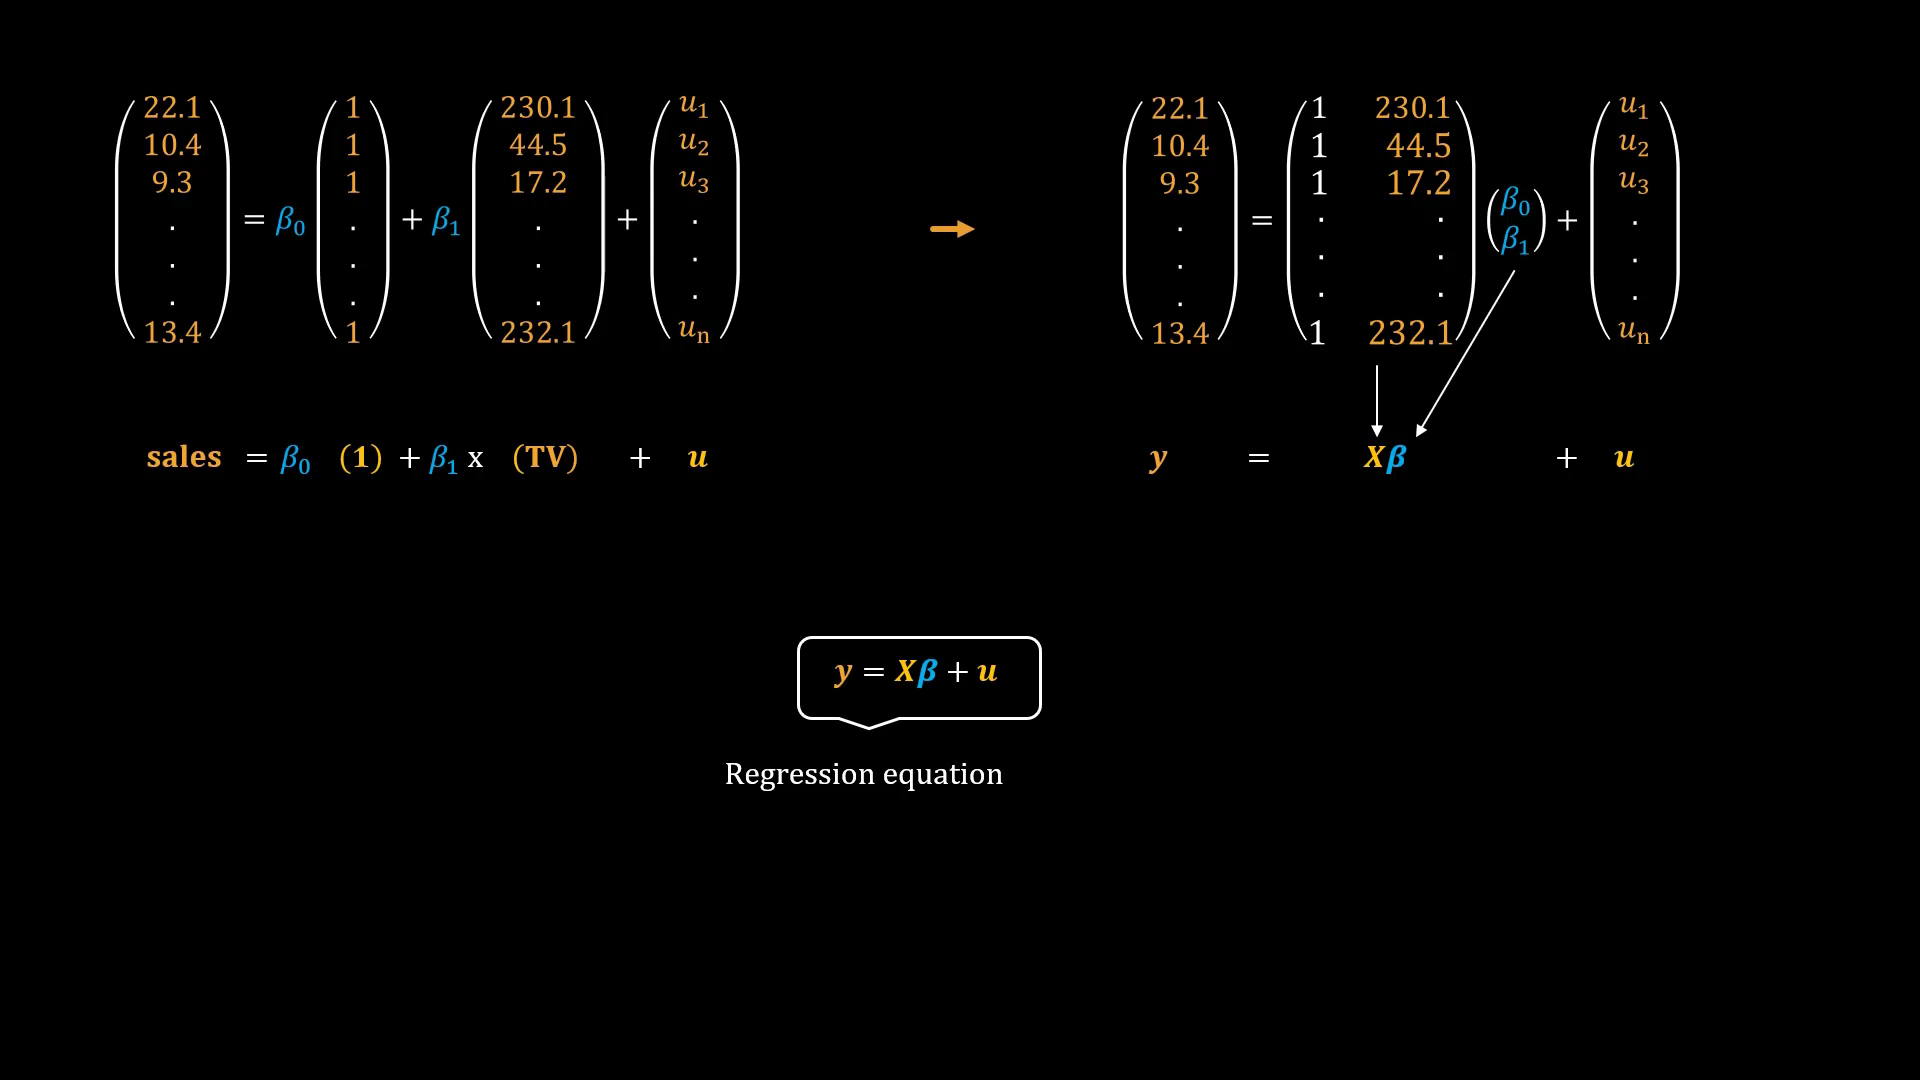 22.1 1 230.1 u₁
10.4 1 44.5 u₂
9.3 1 17.2 u₃
= β₀ + β₁ +
. . . .
. . . .
. . . .
13.4 1 232.1 uₙ
sales = β₀ (1) + β₁ x (TV) + u
→
22.1 1 230.1 u₁
10.4 1 44.5 u₂
9.3 1 17.2 u₃
= β₀ +
β₁
. . . .
. . . .
. . . .
13.4 1 232.1 uₙ
y = Xβ + u
y = Xβ + u
Regression equation